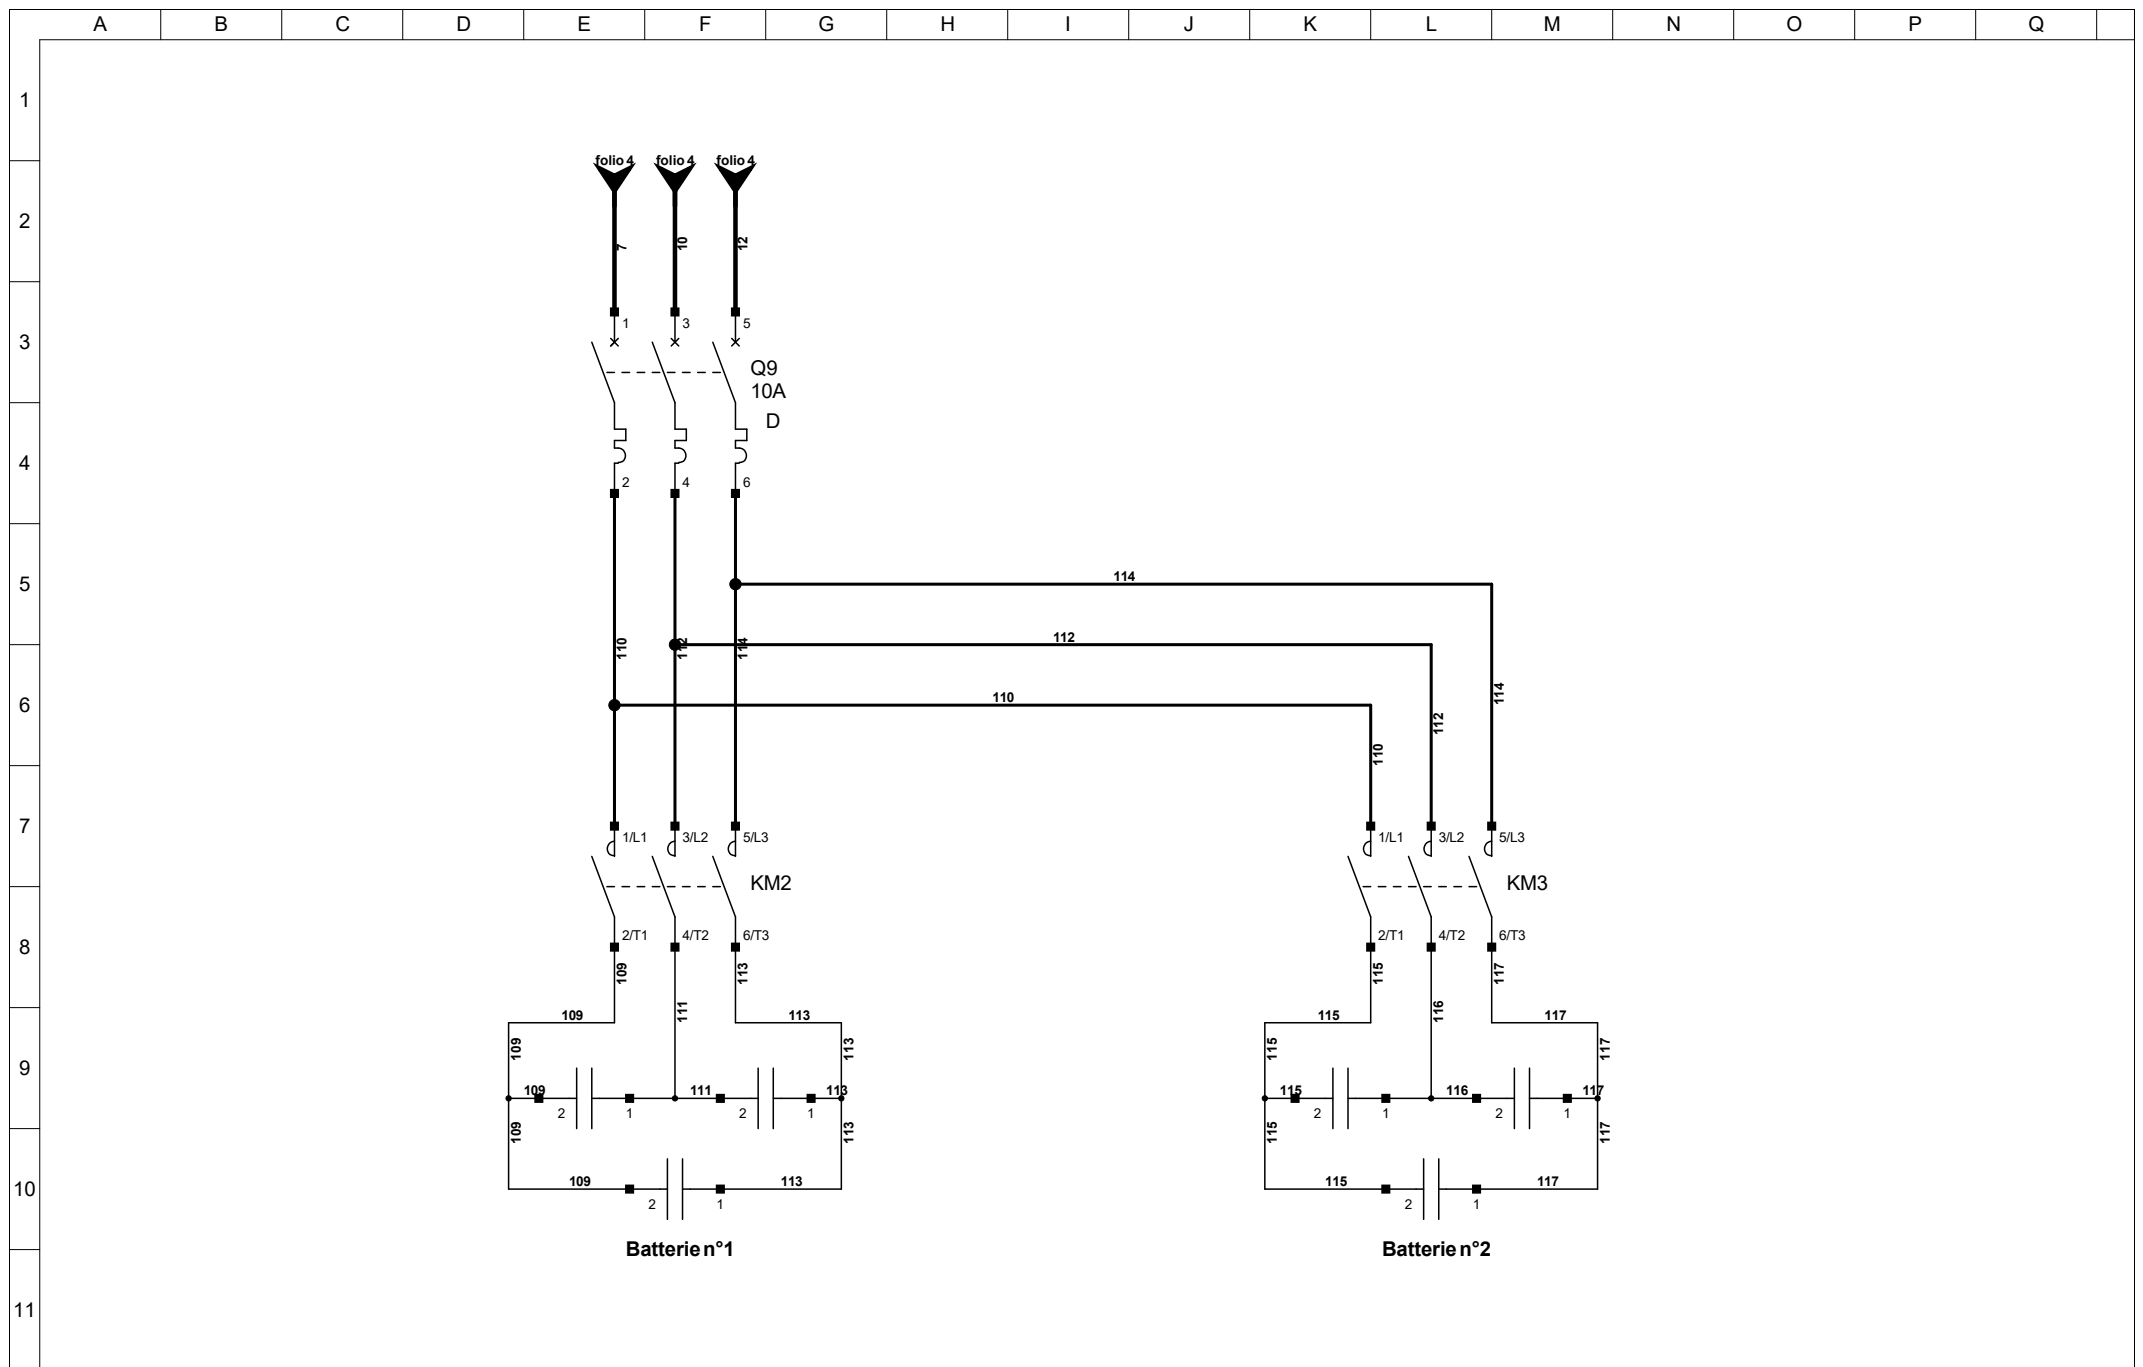 A B C D E F G H I J K L M N O P Q
1
folio 4 folio 4 folio 4
2
7 10 12
1 3 5
3
Q9
10A
D
4
2 4 6
5
114
110 112 114
112
6
110
114
112
110
7
1/L1 3/L2 5/L3
1/L1 3/L2 5/L3
KM2
KM3
8
2/T1 4/T2 6/T3
2/T1 4/T2 6/T3
109 113
115 117
111
116
109 113
115 117
9
109 113
115 117
109 111 113
115 116 117
2 1 2 1
2 1 2 1
109 113
115 117
10
109 113
115 117
2 1
2 1
Batterie n°1
Batterie n°2
11